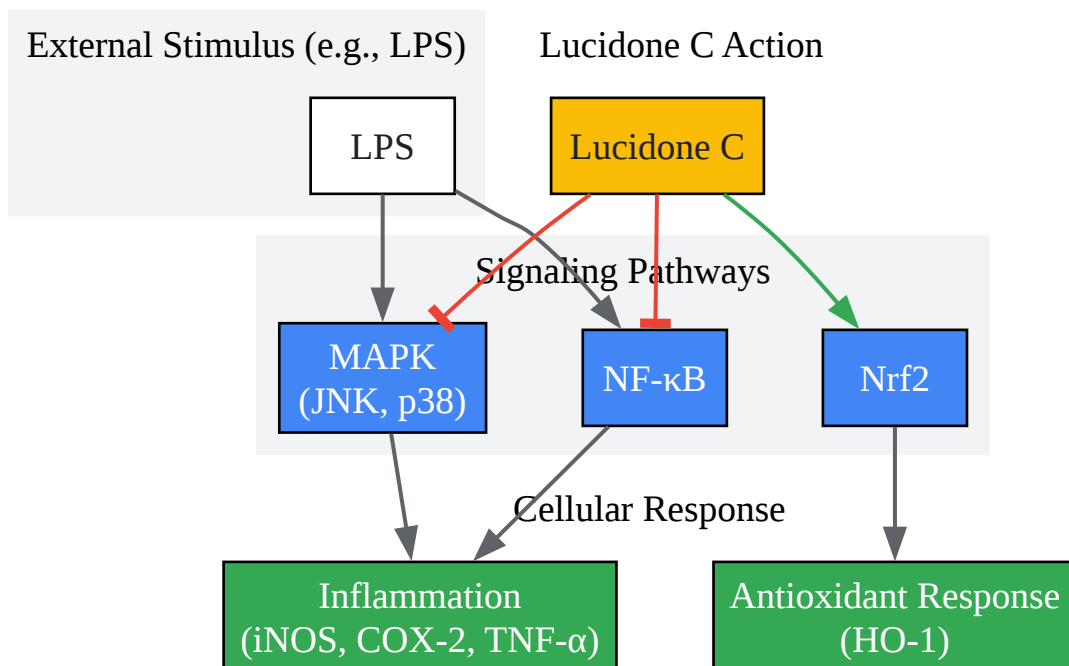 External Stimulus (e.g., LPS)
Lucidone C Action
LPS
Lucidone C
Signaling Pathways
MAPK
(JNK, p38)
NF-κB
Nrf2
Cellular Response
Inflammation
(iNOS, COX-2, TNF-α)
Antioxidant Response
(HO-1)